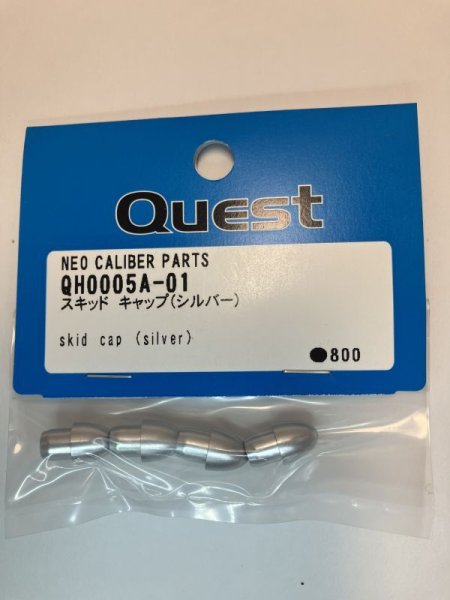 Quest
NEO CALIBER PARTS
QH0005A-01
スキッド キャップ(シルバー)
skid cap (silver)
●800